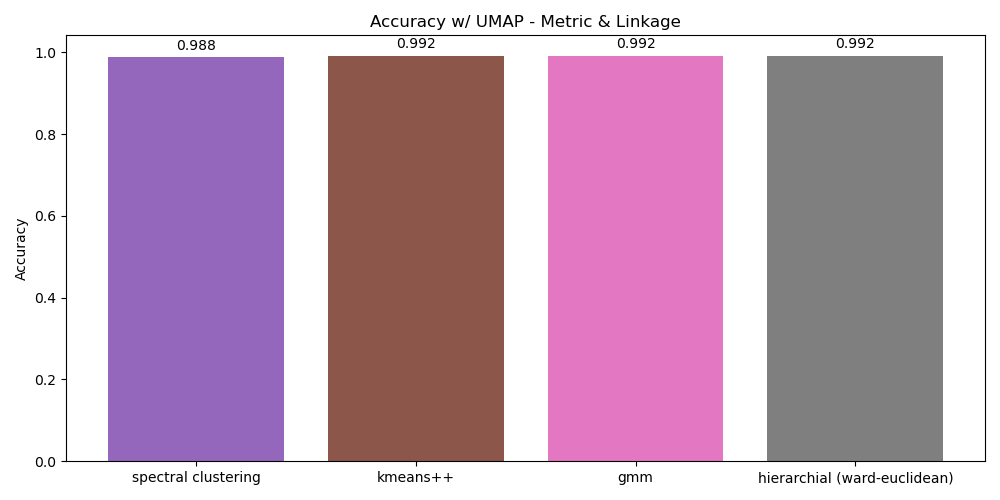 Accuracy w/ UMAP - Metric & Linkage
0.988
0.992
0.992
0.992
1.0
0.8
0.6
0.4
0.2
0.0
Accuracy
spectral clustering
kmeans++
gmm
hierarchial (ward-euclidean)